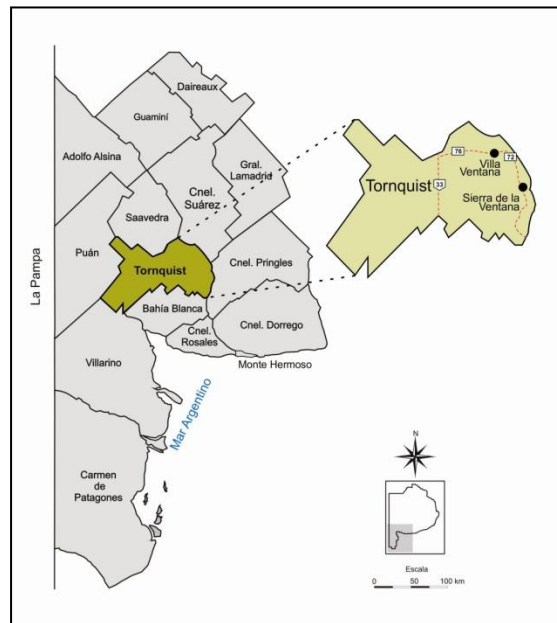 Daireaux
Guaminí
Adolfo Alsina
Gral.
Lamadrid
Cnel.
Suárez
Saavedra
La Pampa
Puán
Tornquist
Cnel. Pringles
Bahía Blanca
Cnel.
Rosales
Cnel. Dorrego
Monte Hermoso
Villarino
Mar Argentino
Carmen
de
Patagones
Tornquist
33
76
72
Villa
Ventana
Sierra de la
Ventana
N
Escala
0 50 100 km